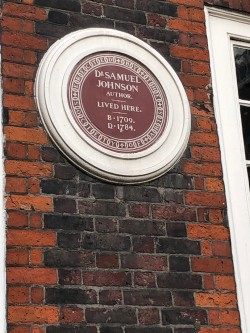 DR SAMUEL
JOHNSON
AUTHOR.
LIVED HERE.
B·1709.
D·1784.